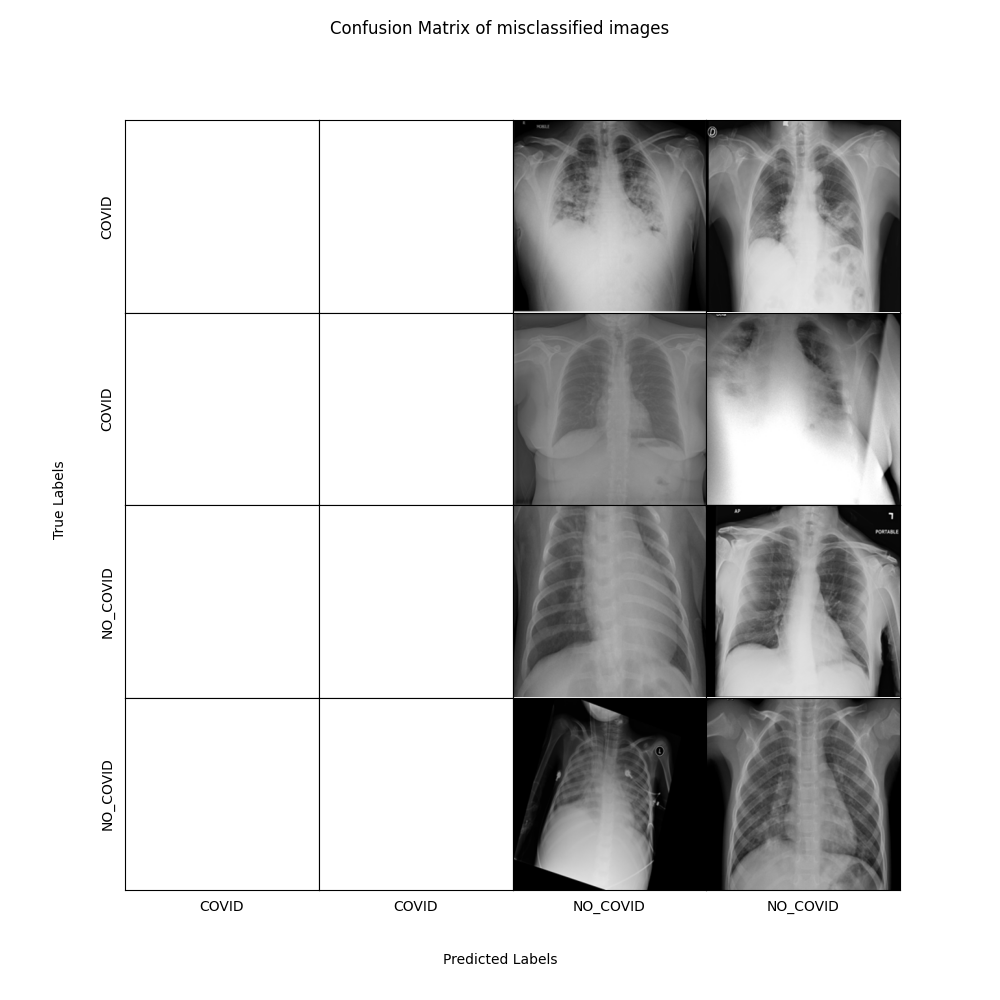 Confusion Matrix of misclassified images
True Labels
COVID
COVID
NO_COVID
NO_COVID
AP
PORTABLE
COVID
COVID
NO_COVID
NO_COVID
Predicted Labels